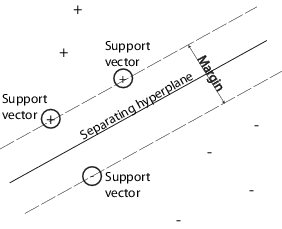 Support
vector
Margin
Support
vector
Separating hyperplane
Support
vector